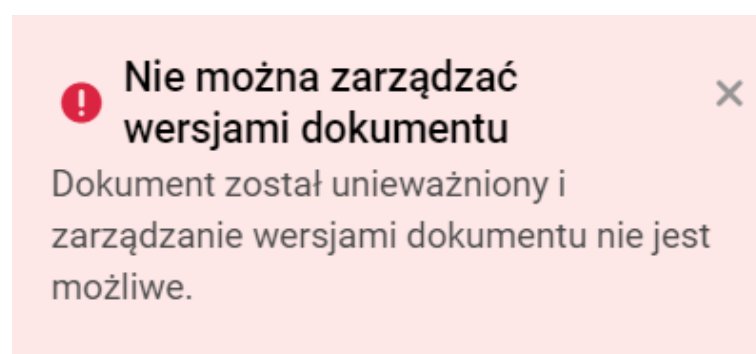 Nie można zarządzać
wersjami dokumentu
Dokument został unieważniony i
zarządzanie wersjami dokumentu nie jest
możliwe.